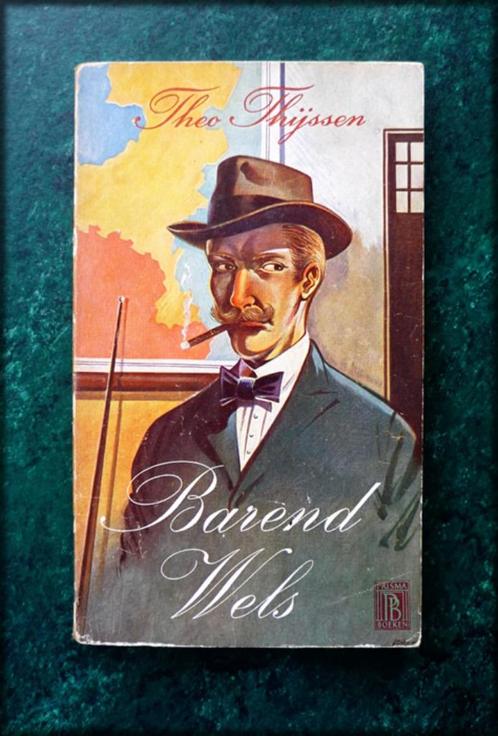 Theo Thijssen
Barend
Wels
PRISMA
PB
BOEKEN